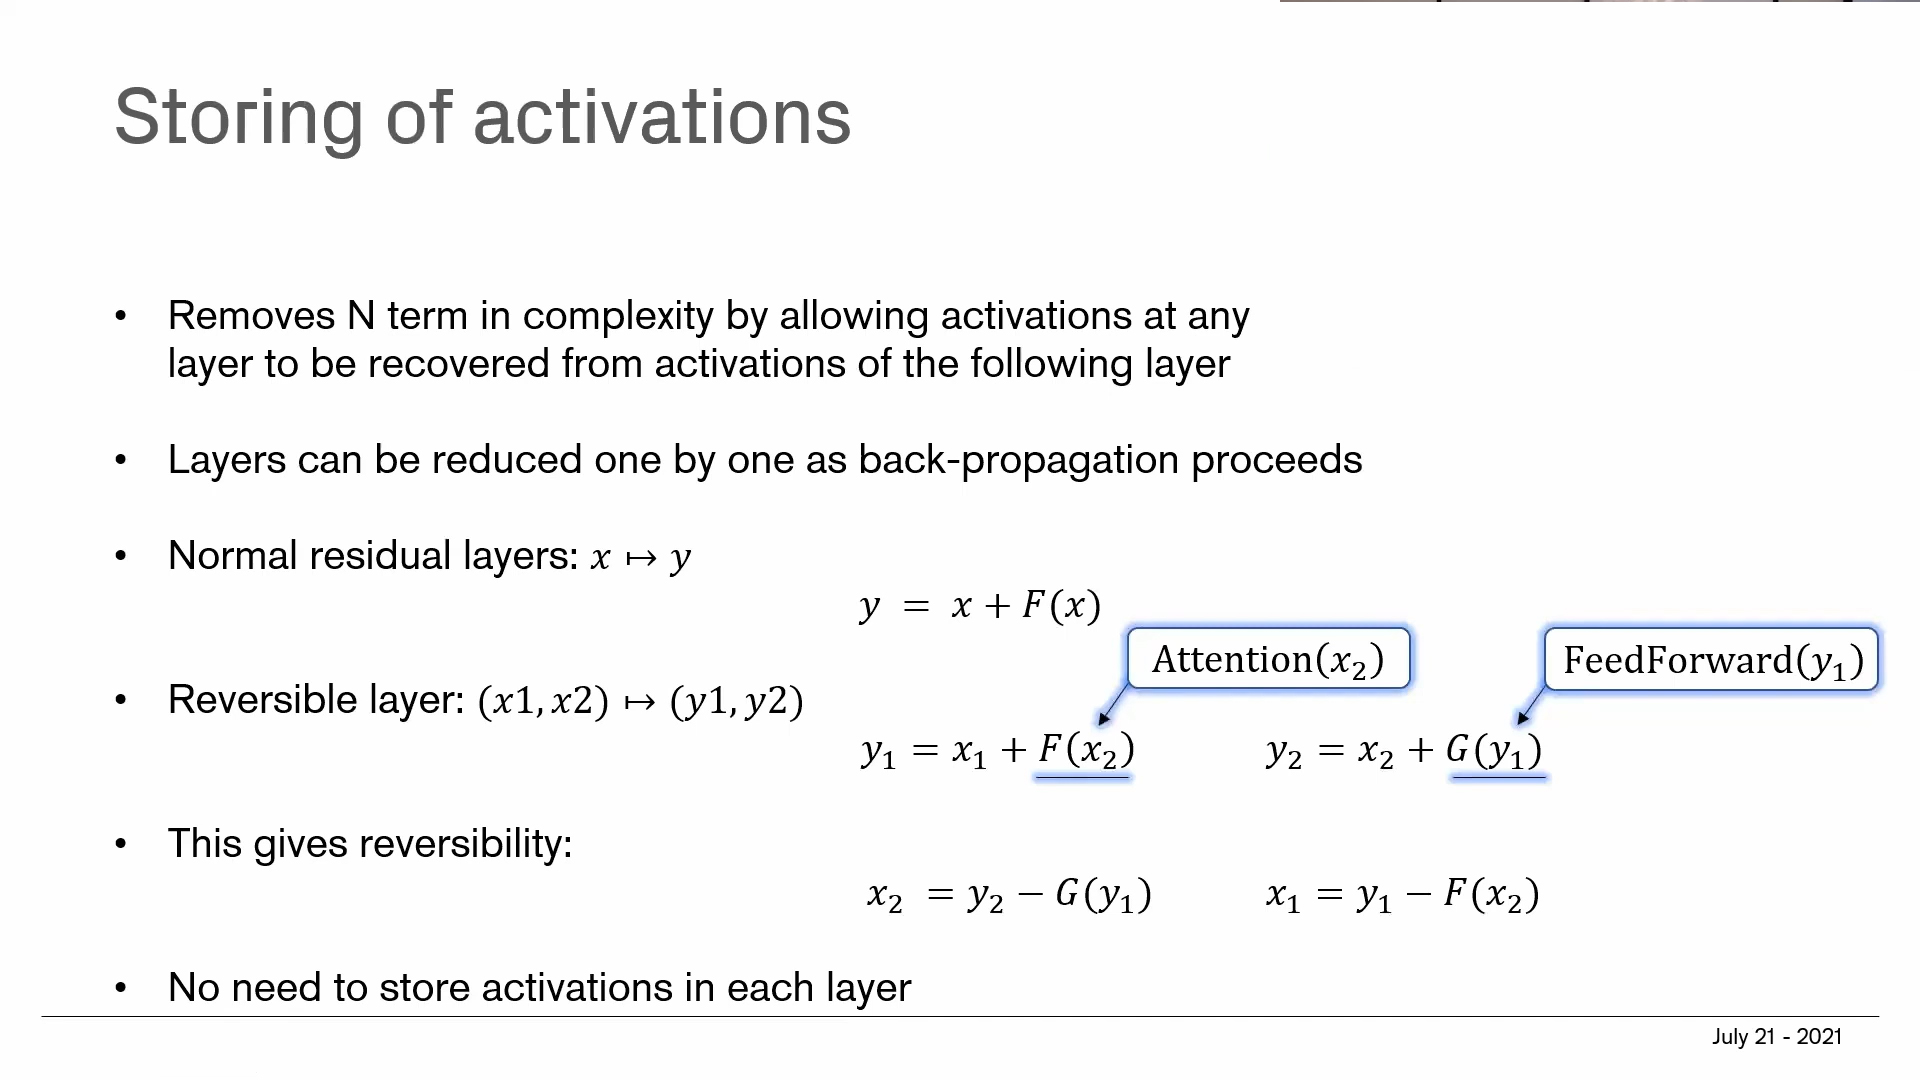 Storing of activations
• Removes N term in complexity by allowing activations at any
layer to be recovered from activations of the following layer
• Layers can be reduced one by one as back-propagation proceeds
• Normal residual layers: x ↦ y
y = x + F(x)
Attention(x₂)
FeedForward(y₁)
• Reversible layer: (x1, x2) ↦ (y1, y2)
y₁ = x₁ + F(x₂) y₂ = x₂ + G(y₁)
• This gives reversibility:
x₂ = y₂ − G(y₁) x₁ = y₁ − F(x₂)
• No need to store activations in each layer
July 21 - 2021